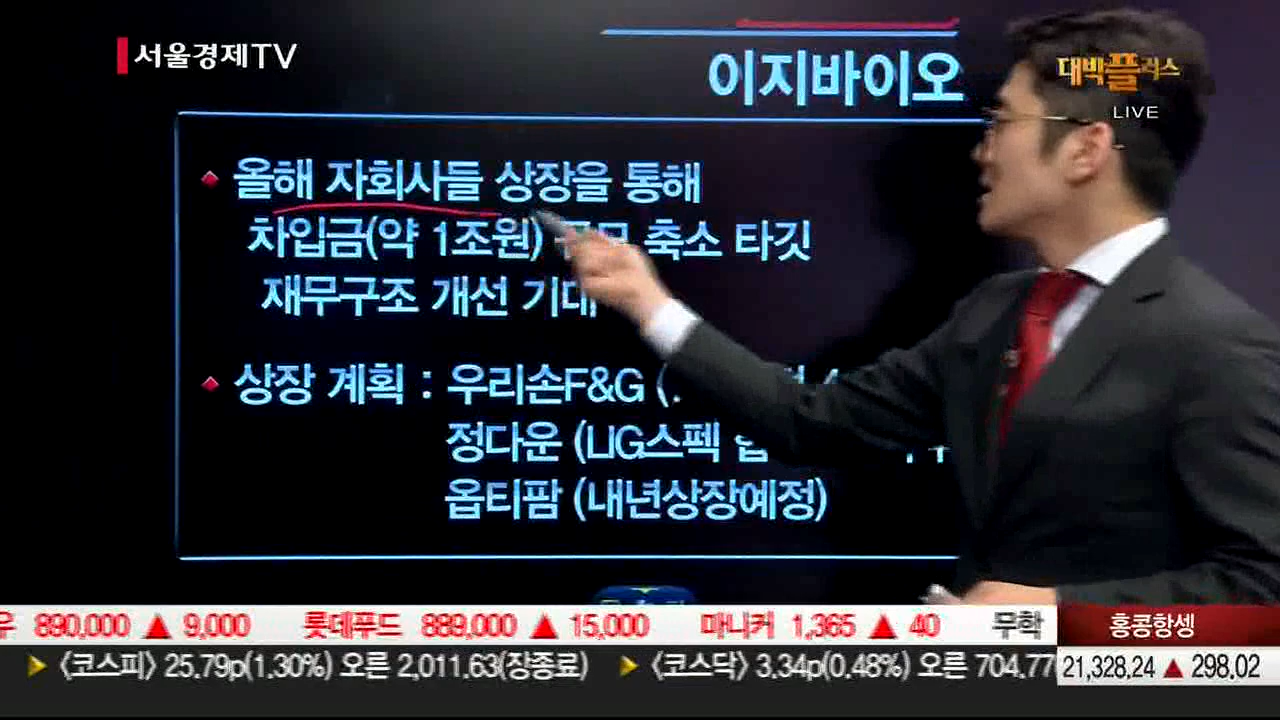 서울경제TV
대박플러스
LIVE
이지바이오
올해 자회사들 상장을 통해
차입금(약 1조원) 축소 타깃
재무구조 개선 기대
상장 계획 : 우리손F&G (
정다운 (LIG스펙
옵티팜 (내년상장예정)
우 890,000 ▲ 9,000 롯데푸드 889,000 ▲ 15,000 마니커 1,365 ▲ 40 무학
홍콩항셍
〈코스피〉 25.79p(1.30%) 오른 2,011.63(장종료) 〈코스닥〉 3.34p(0.48%) 오른 704.77
21,328.24 ▲ 298.02